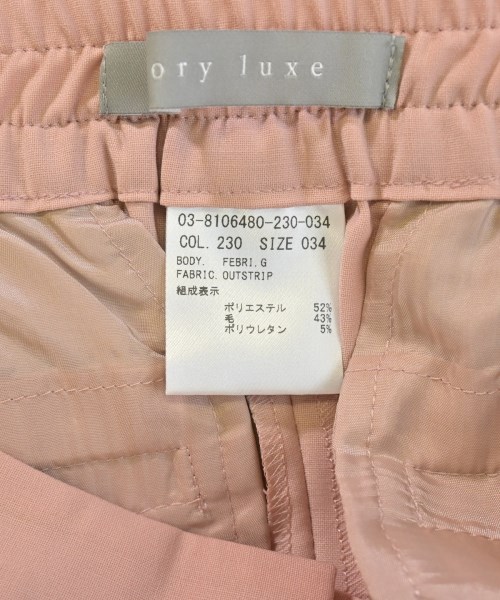 ory luxe
03-8106480-230-034
COL. 230 SIZE 034
BODY. FEBRI.G
FABRIC.OUTSTRIP
組成表示
ポリエステル 52%
毛 43%
ポリウレタン 5%